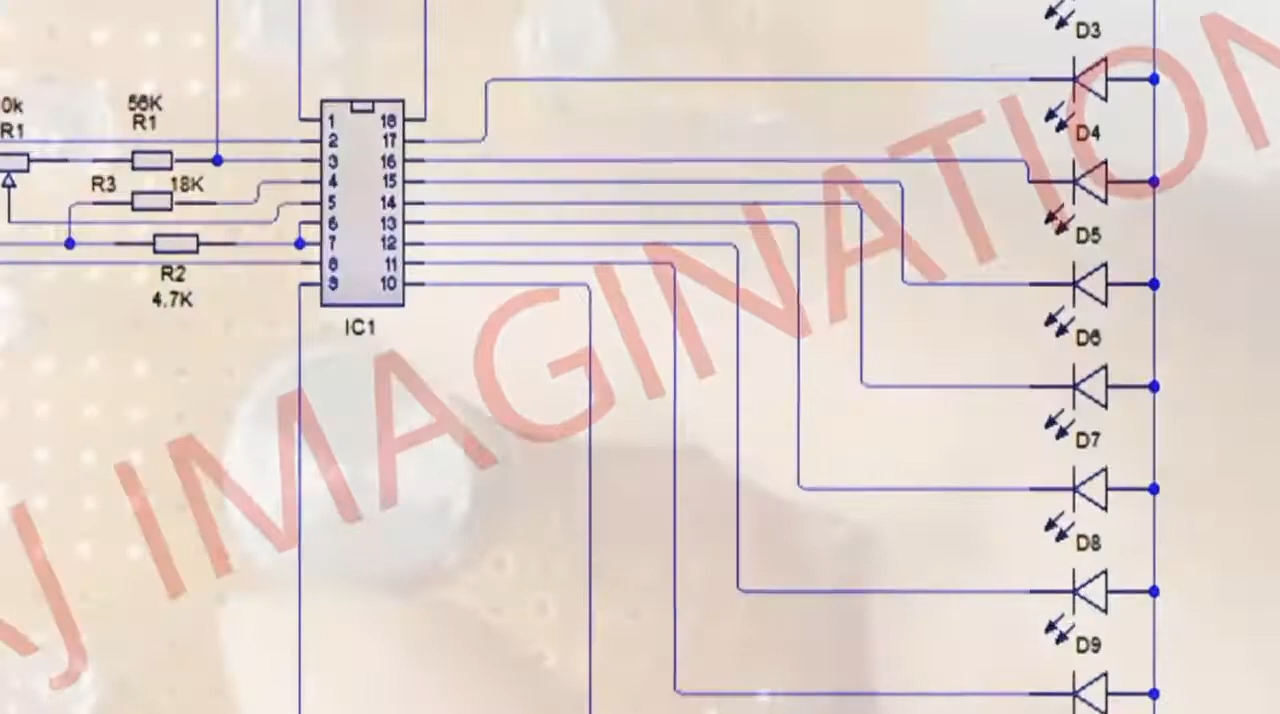 D3
0k
56K
R1
R1
D4
R3
18K
1
2
3
4
5
6
7
8
9
18
17
16
15
14
13
12
11
10
R2
4.7K
IC1
D5
D6
D7
D8
D9
J IMAGINATION